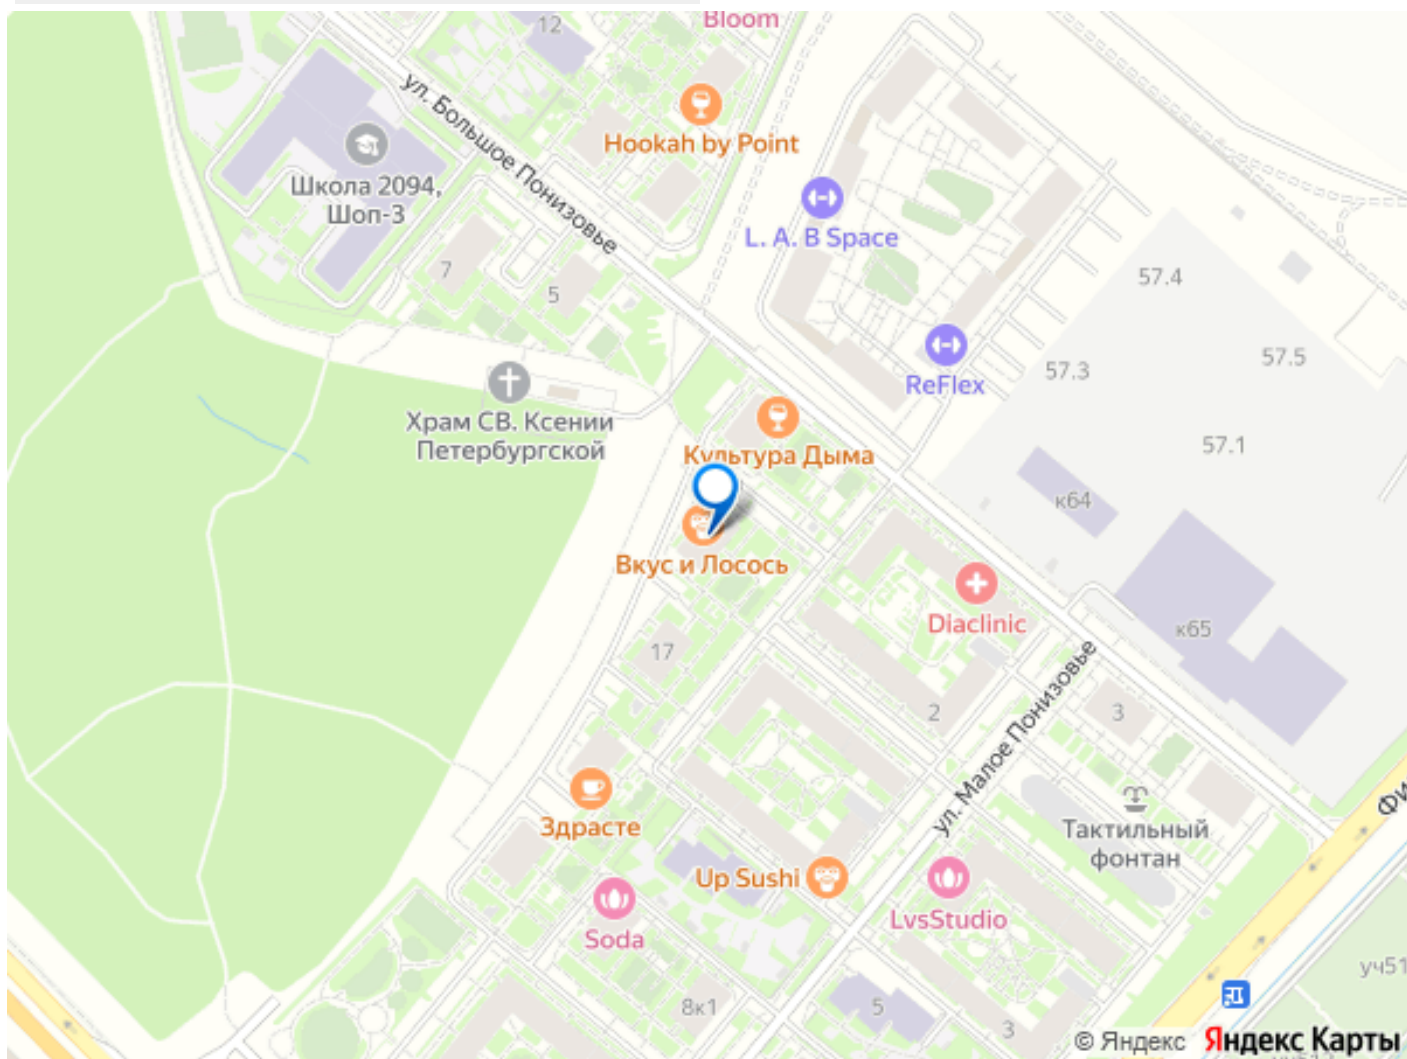 Bloom
12
ул. Большое Понизовье
Hookah by Point
Школа 2094,
Шоп-3
L. A. B Space
7
5
57.4
57.5
57.3
ReFlex
57.1
Храм СВ. Ксении
Петербургской
Культура Дыма
к64
Вкус и Лосось
Diaclinic
к65
17
2
3
ул. Малое Понизовье
Фи
Здрасте
Тактильный
фонтан
Up Sushi
LvsStudio
Soda
уч51
8к1
5
3
© Яндекс Яндекс Карты